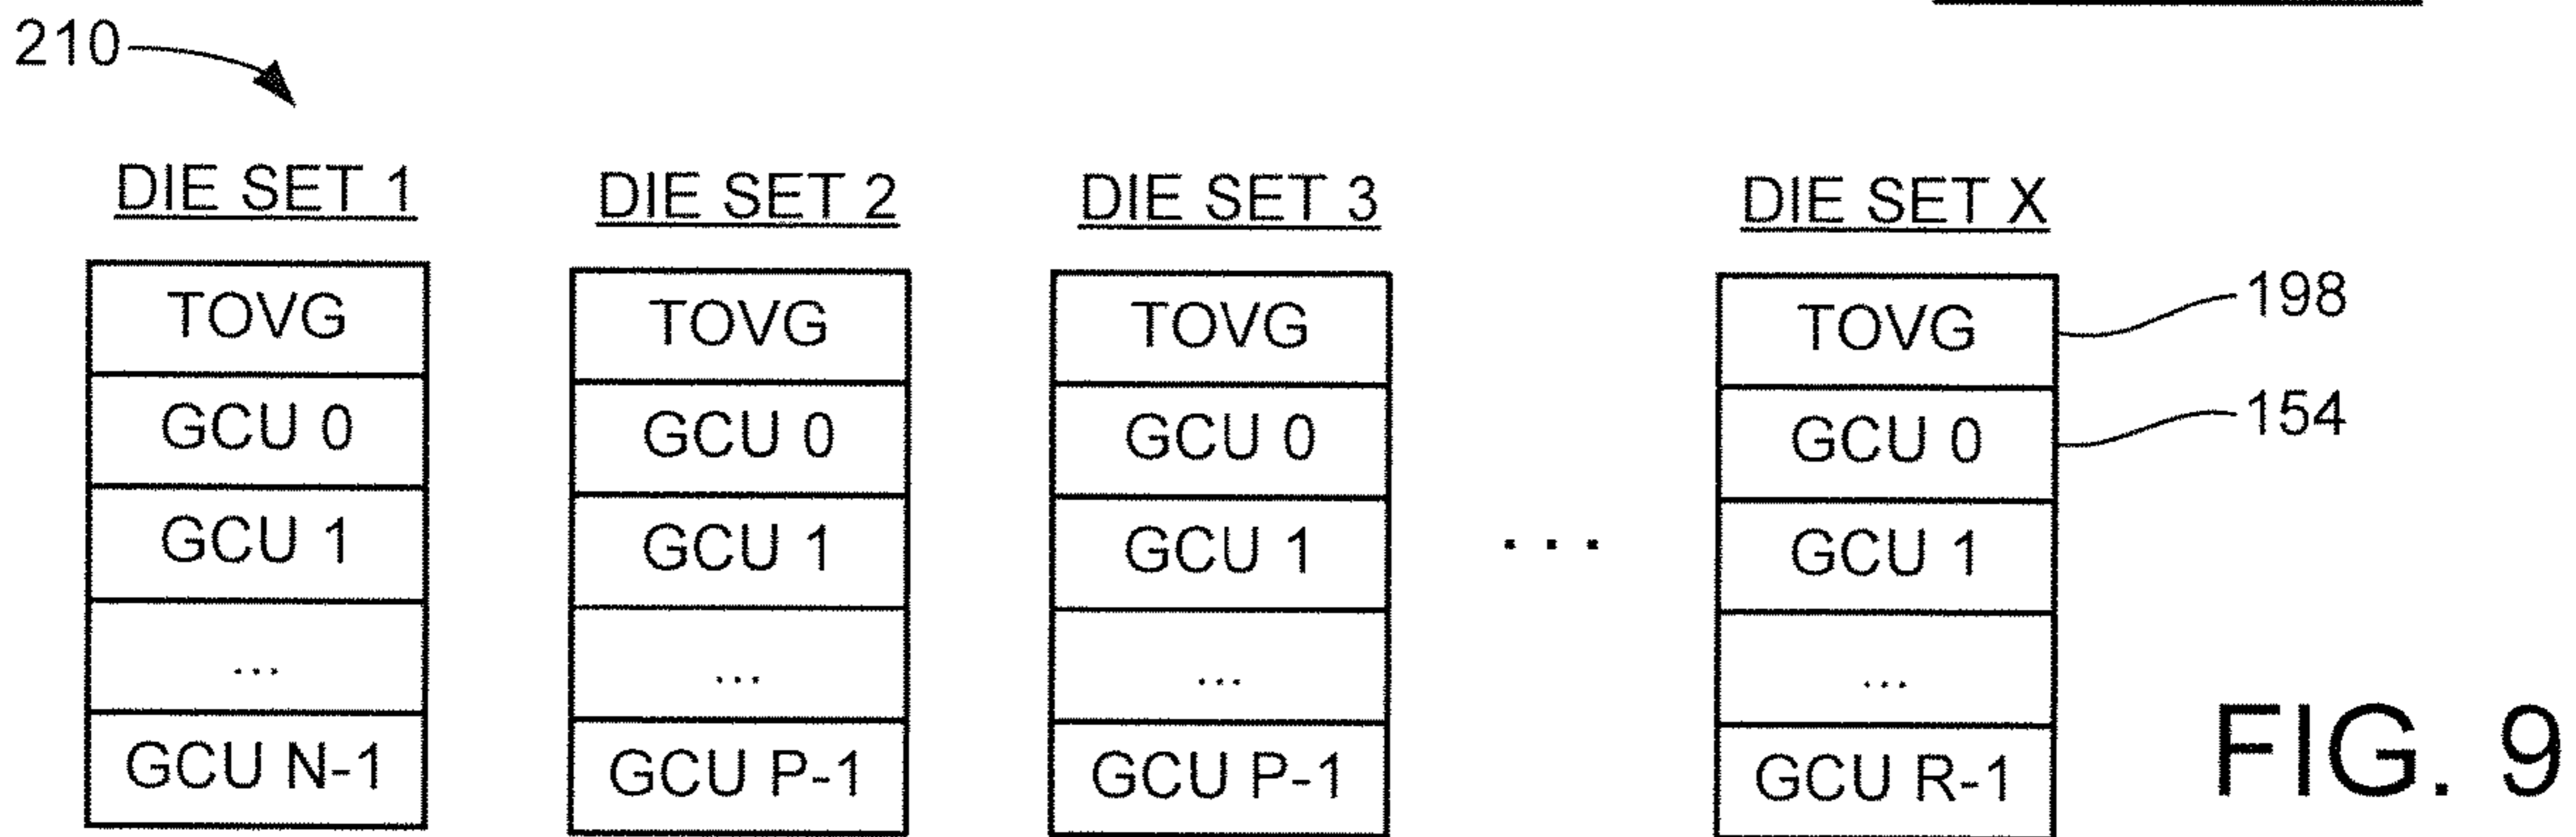 210
DIE SET 1 DIE SET 2 DIE SET 3 DIE SET X
TOVG TOVG TOVG TOVG 198
GCU 0 GCU 0 GCU 0 GCU 0 154
GCU 1 GCU 1 GCU 1 ... GCU 1
... ... ... ...
GCU N-1 GCU P-1 GCU P-1 GCU R-1
FIG. 9